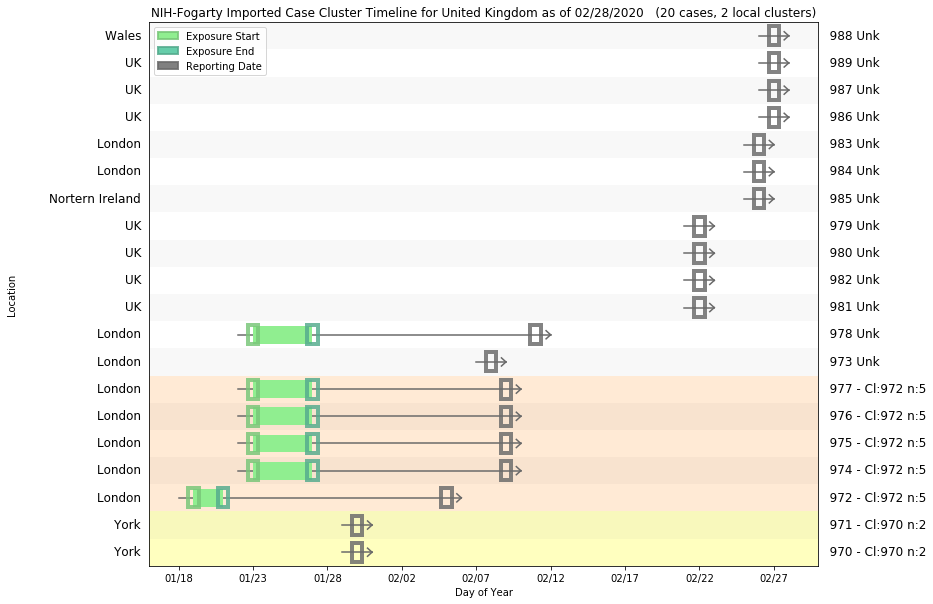 NIH-Fogarty Imported Case Cluster Timeline for United Kingdom as of 02/28/2020 (20 cases, 2 local clusters)
Exposure Start
Exposure End
Reporting Date
Location
Wales 988 Unk
UK 989 Unk
UK 987 Unk
UK 986 Unk
London 983 Unk
London 984 Unk
Nortern Ireland 985 Unk
UK 979 Unk
UK 980 Unk
UK 982 Unk
UK 981 Unk
London 978 Unk
London 973 Unk
London 977 - Cl:972 n:5
London 976 - Cl:972 n:5
London 975 - Cl:972 n:5
London 974 - Cl:972 n:5
London 972 - Cl:972 n:5
York 971 - Cl:970 n:2
York 970 - Cl:970 n:2
01/18 01/23 01/28 02/02 02/07 02/12 02/17 02/22 02/27
Day of Year